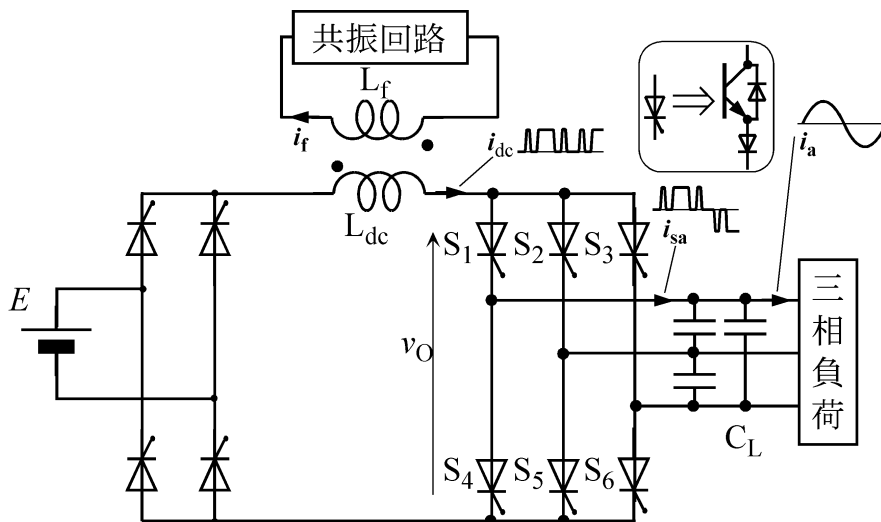 共振回路
L_f
i_f
i_dc
L_dc
i_a
i_sa
S_1
S_2
S_3
E
v_O
三相負荷
S_4
S_5
S_6
C_L